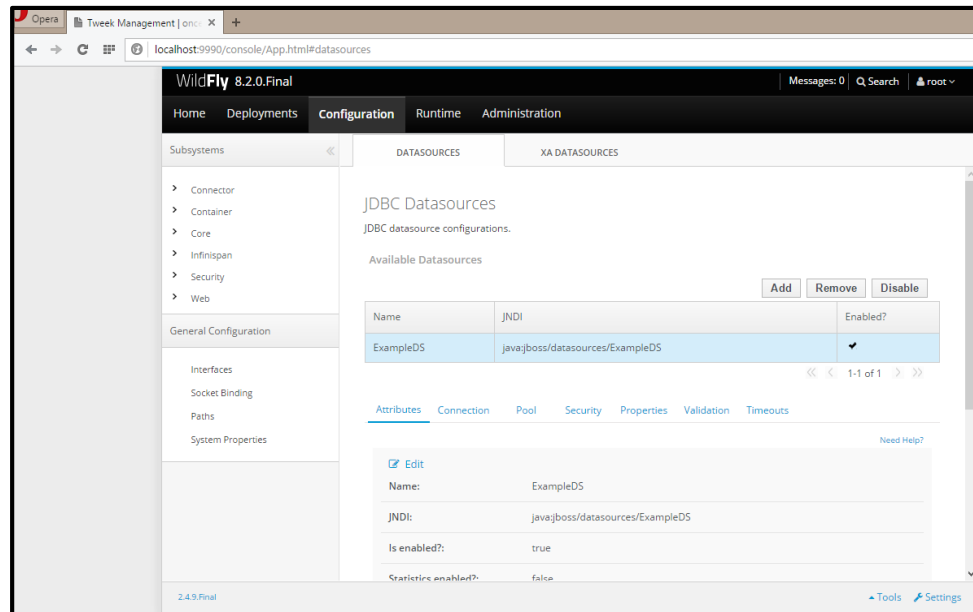 Opera
Tweek Management | once
localhost:9990/console/App.html#datasources
WildFly 8.2.0.Final
Messages: 0
Search
root
Home Deployments Configuration Runtime Administration
Subsystems
DATASOURCES XA DATASOURCES
Connector
Container
Core
Infinispan
Security
Web
General Configuration
Interfaces
Socket Binding
Paths
System Properties
JDBC Datasources
JDBC datasource configurations.
Available Datasources
Add Remove Disable
Name JNDI Enabled?
ExampleDS java:jboss/datasources/ExampleDS
1-1 of 1
Attributes Connection Pool Security Properties Validation Timeouts
Need Help?
Edit
Name: ExampleDS
JNDI: java:jboss/datasources/ExampleDS
Is enabled?: true
Statistics enabled?: false
2.4.9.Final
Tools Settings